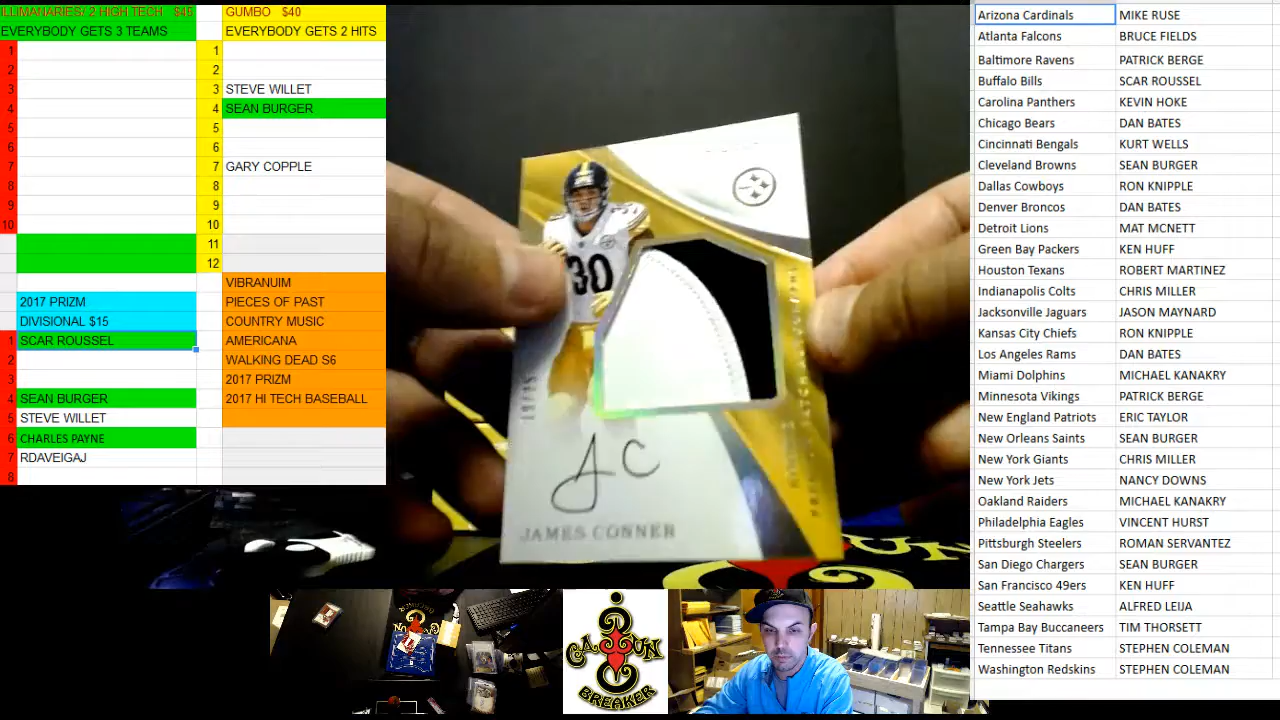 ILLIMANARIES/ 2 HIGH TECH $45
EVERYBODY GETS 3 TEAMS
1
2
3
4
5
6
7
8
9
10
2017 PRIZM
DIVISIONAL $15
1 SCAR ROUSSEL
2
3
4 SEAN BURGER
5 STEVE WILLET
6 CHARLES PAYNE
7 RDAVEIGAJ
8
GUMBO $40
EVERYBODY GETS 2 HITS
1
2
3 STEVE WILLET
4 SEAN BURGER
5
6
7 GARY COPPLE
8
9
10
11
12
VIBRANUIM
PIECES OF PAST
COUNTRY MUSIC
AMERICANA
WALKING DEAD S6
2017 PRIZM
2017 HI TECH BASEBALL
30
30
JC
JAMES CONNER
CAJUN
BREAKER
Arizona Cardinals MIKE RUSE
Atlanta Falcons BRUCE FIELDS
Baltimore Ravens PATRICK BERGE
Buffalo Bills SCAR ROUSSEL
Carolina Panthers KEVIN HOKE
Chicago Bears DAN BATES
Cincinnati Bengals KURT WELLS
Cleveland Browns SEAN BURGER
Dallas Cowboys RON KNIPPLE
Denver Broncos DAN BATES
Detroit Lions MAT MCNETT
Green Bay Packers KEN HUFF
Houston Texans ROBERT MARTINEZ
Indianapolis Colts CHRIS MILLER
Jacksonville Jaguars JASON MAYNARD
Kansas City Chiefs RON KNIPPLE
Los Angeles Rams DAN BATES
Miami Dolphins MICHAEL KANAKRY
Minnesota Vikings PATRICK BERGE
New England Patriots ERIC TAYLOR
New Orleans Saints SEAN BURGER
New York Giants CHRIS MILLER
New York Jets NANCY DOWNS
Oakland Raiders MICHAEL KANAKRY
Philadelphia Eagles VINCENT HURST
Pittsburgh Steelers ROMAN SERVANTEZ
San Diego Chargers SEAN BURGER
San Francisco 49ers KEN HUFF
Seattle Seahawks ALFRED LEIJA
Tampa Bay Buccaneers TIM THORSETT
Tennessee Titans STEPHEN COLEMAN
Washington Redskins STEPHEN COLEMAN